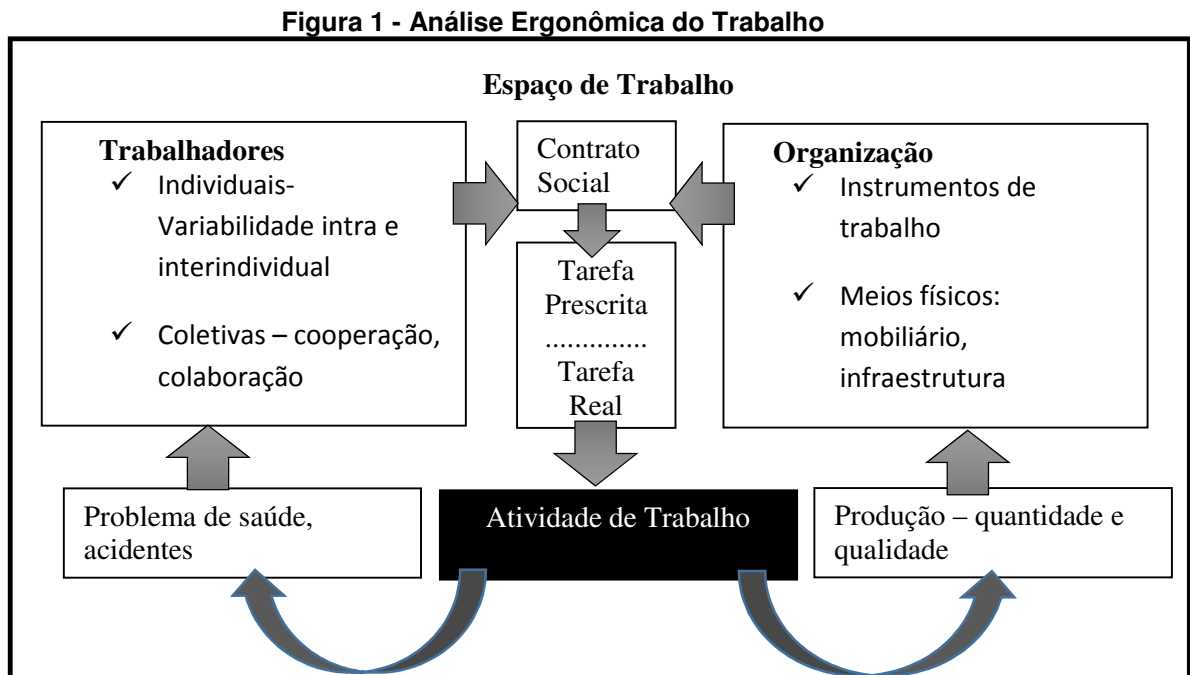 Figura 1 - Análise Ergonômica do Trabalho
Espaço de Trabalho
Trabalhadores
✓ Individuais-
Variabilidade intra e
interindividual
✓ Coletivas – cooperação,
colaboração
Contrato
Social
Tarefa
Prescrita
..............
Tarefa
Real
Organização
✓ Instrumentos de
trabalho
✓ Meios físicos:
mobiliário,
infraestrutura
Problema de saúde,
acidentes
Atividade de Trabalho
Produção – quantidade e
qualidade